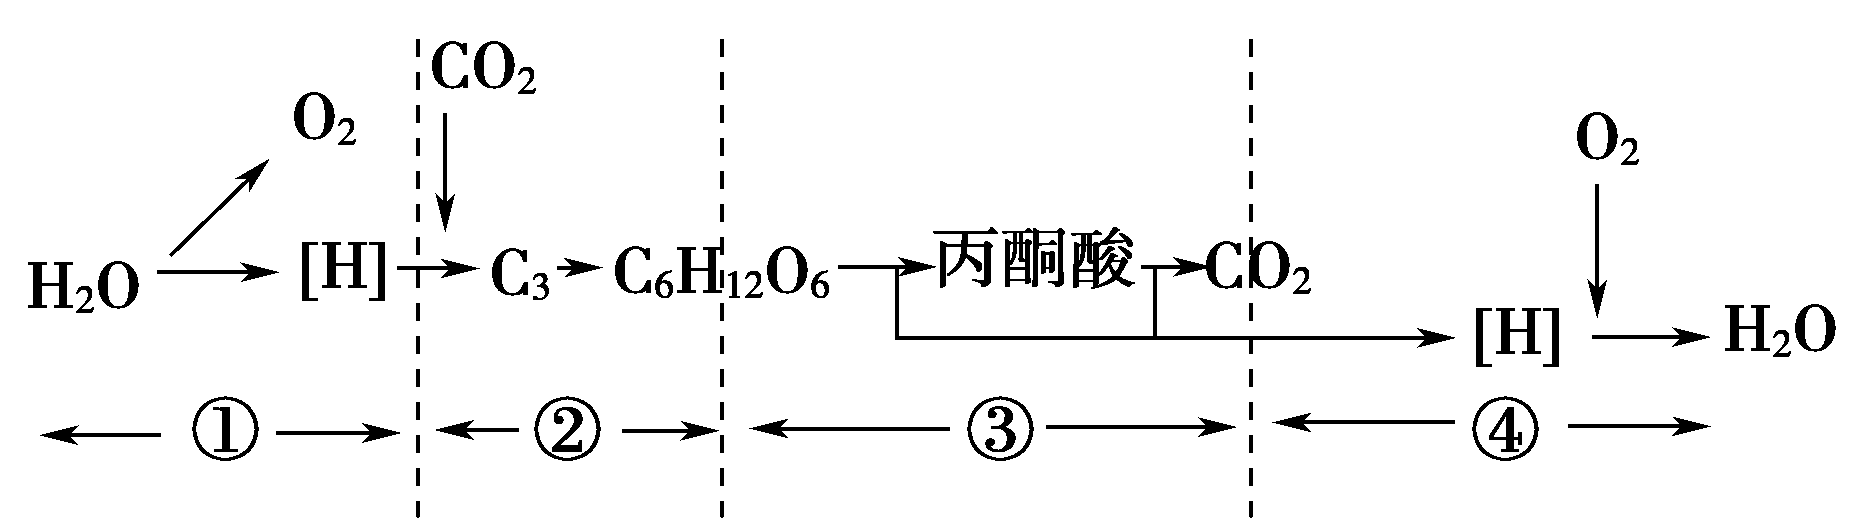 CO₂
O₂
O₂
H₂O [H] C₃ C₆H₁₂O₆ 丙酮酸 CO₂
[H] H₂O
① ② ③ ④